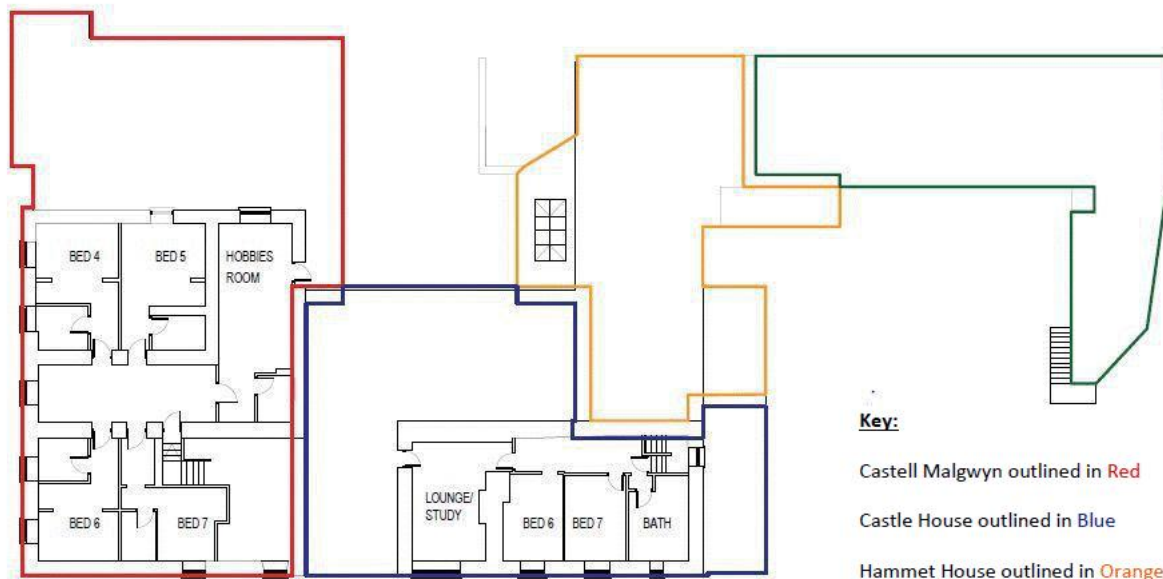 BED 4
BED 5
HOBBIES
ROOM
BED 6
BED 7
LOUNGE/
STUDY
BED 6
BED 7
BATH
Key:
Castell Malgwyn outlined in Red
Castle House outlined in Blue
Hammet House outlined in Orange